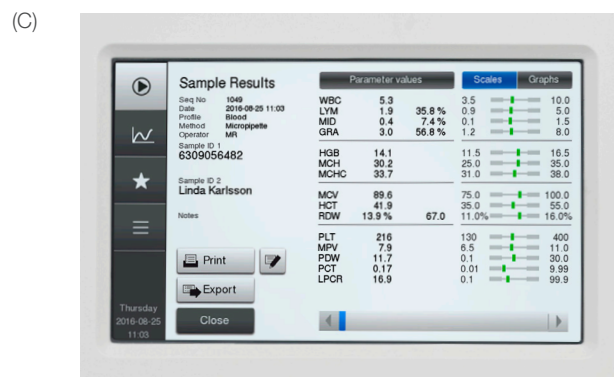 (C)
Sample Results
Parameter values
Scales
Graphs
Seq No 1049
Date 2016-08-25 11:03
Profile Blood
Method Micropipette
Operator MR
Sample ID 1
6309056482
Sample ID 2
Linda Karlsson
Notes
WBC 5.3 3.5 10.0
LYM 1.9 35.8 % 0.9 5.0
MID 0.4 7.4 % 0.1 1.5
GRA 3.0 56.8 % 1.2 8.0
HGB 14.1 11.5 16.5
MCH 30.2 25.0 35.0
MCHC 33.7 31.0 38.0
MCV 89.6 75.0 100.0
HCT 41.9 35.0 55.0
RDW 13.9 % 67.0 11.0% 16.0%
PLT 216 130 400
MPV 7.9 6.5 11.0
PDW 11.7 0.1 30.0
PCT 0.17 0.01 9.99
LPCR 16.9 0.1 99.9
Print
Export
Close
Thursday
2016-08-25
11:03